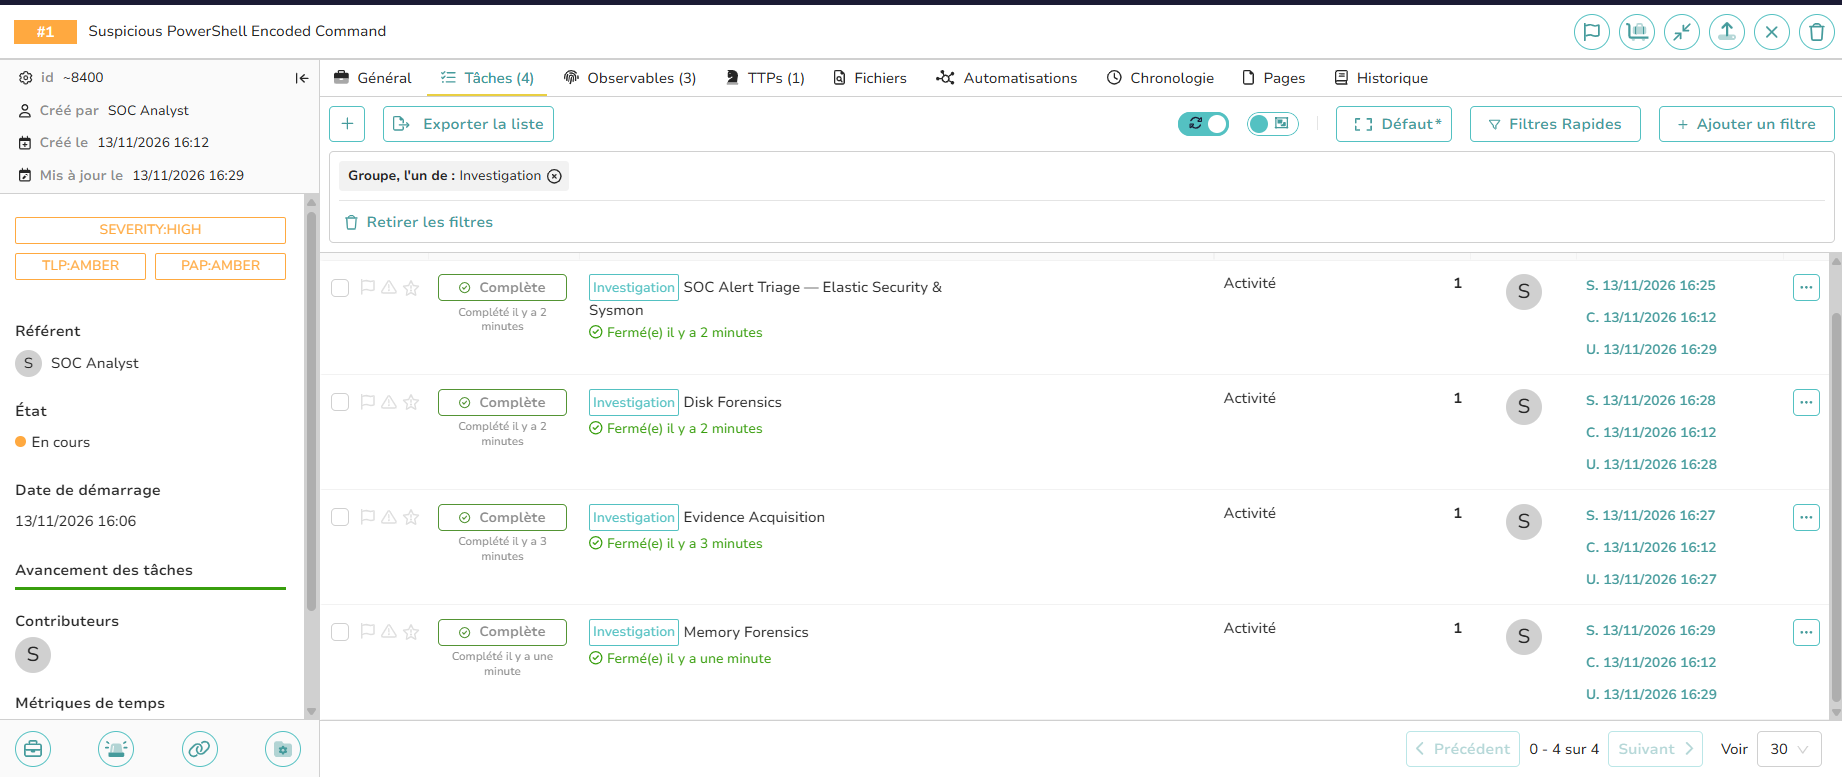 #1 Suspicious PowerShell Encoded Command
id ~8400
Créé par SOC Analyst
Créé le 13/11/2026 16:12
Mis à jour le 13/11/2026 16:29
SEVERITY:HIGH
TLP:AMBER PAP:AMBER
Référent
S SOC Analyst
État
En cours
Date de démarrage
13/11/2026 16:06
Avancement des tâches
Contributeurs
S
Métriques de temps
Général Tâches (4) Observables (3) TTPs (1) Fichiers Automatisations Chronologie Pages Historique
+ Exporter la liste Défaut* Filtres Rapides + Ajouter un filtre
Groupe, l'un de : Investigation
Retirer les filtres
Complète Investigation SOC Alert Triage — Elastic Security & Activité 1 S S. 13/11/2026 16:25
Complété il y a 2 Sysmon C. 13/11/2026 16:12
minutes Fermé(e) il y a 2 minutes U. 13/11/2026 16:29
Complète Investigation Disk Forensics Activité 1 S S. 13/11/2026 16:28
Complété il y a 2 Fermé(e) il y a 2 minutes C. 13/11/2026 16:12
minutes U. 13/11/2026 16:28
Complète Investigation Evidence Acquisition Activité 1 S S. 13/11/2026 16:27
Complété il y a 3 Fermé(e) il y a 3 minutes C. 13/11/2026 16:12
minutes U. 13/11/2026 16:27
Complète Investigation Memory Forensics Activité 1 S S. 13/11/2026 16:29
Complété il y a une Fermé(e) il y a une minute C. 13/11/2026 16:12
minute U. 13/11/2026 16:29
Précédent 0 - 4 sur 4 Suivant Voir 30